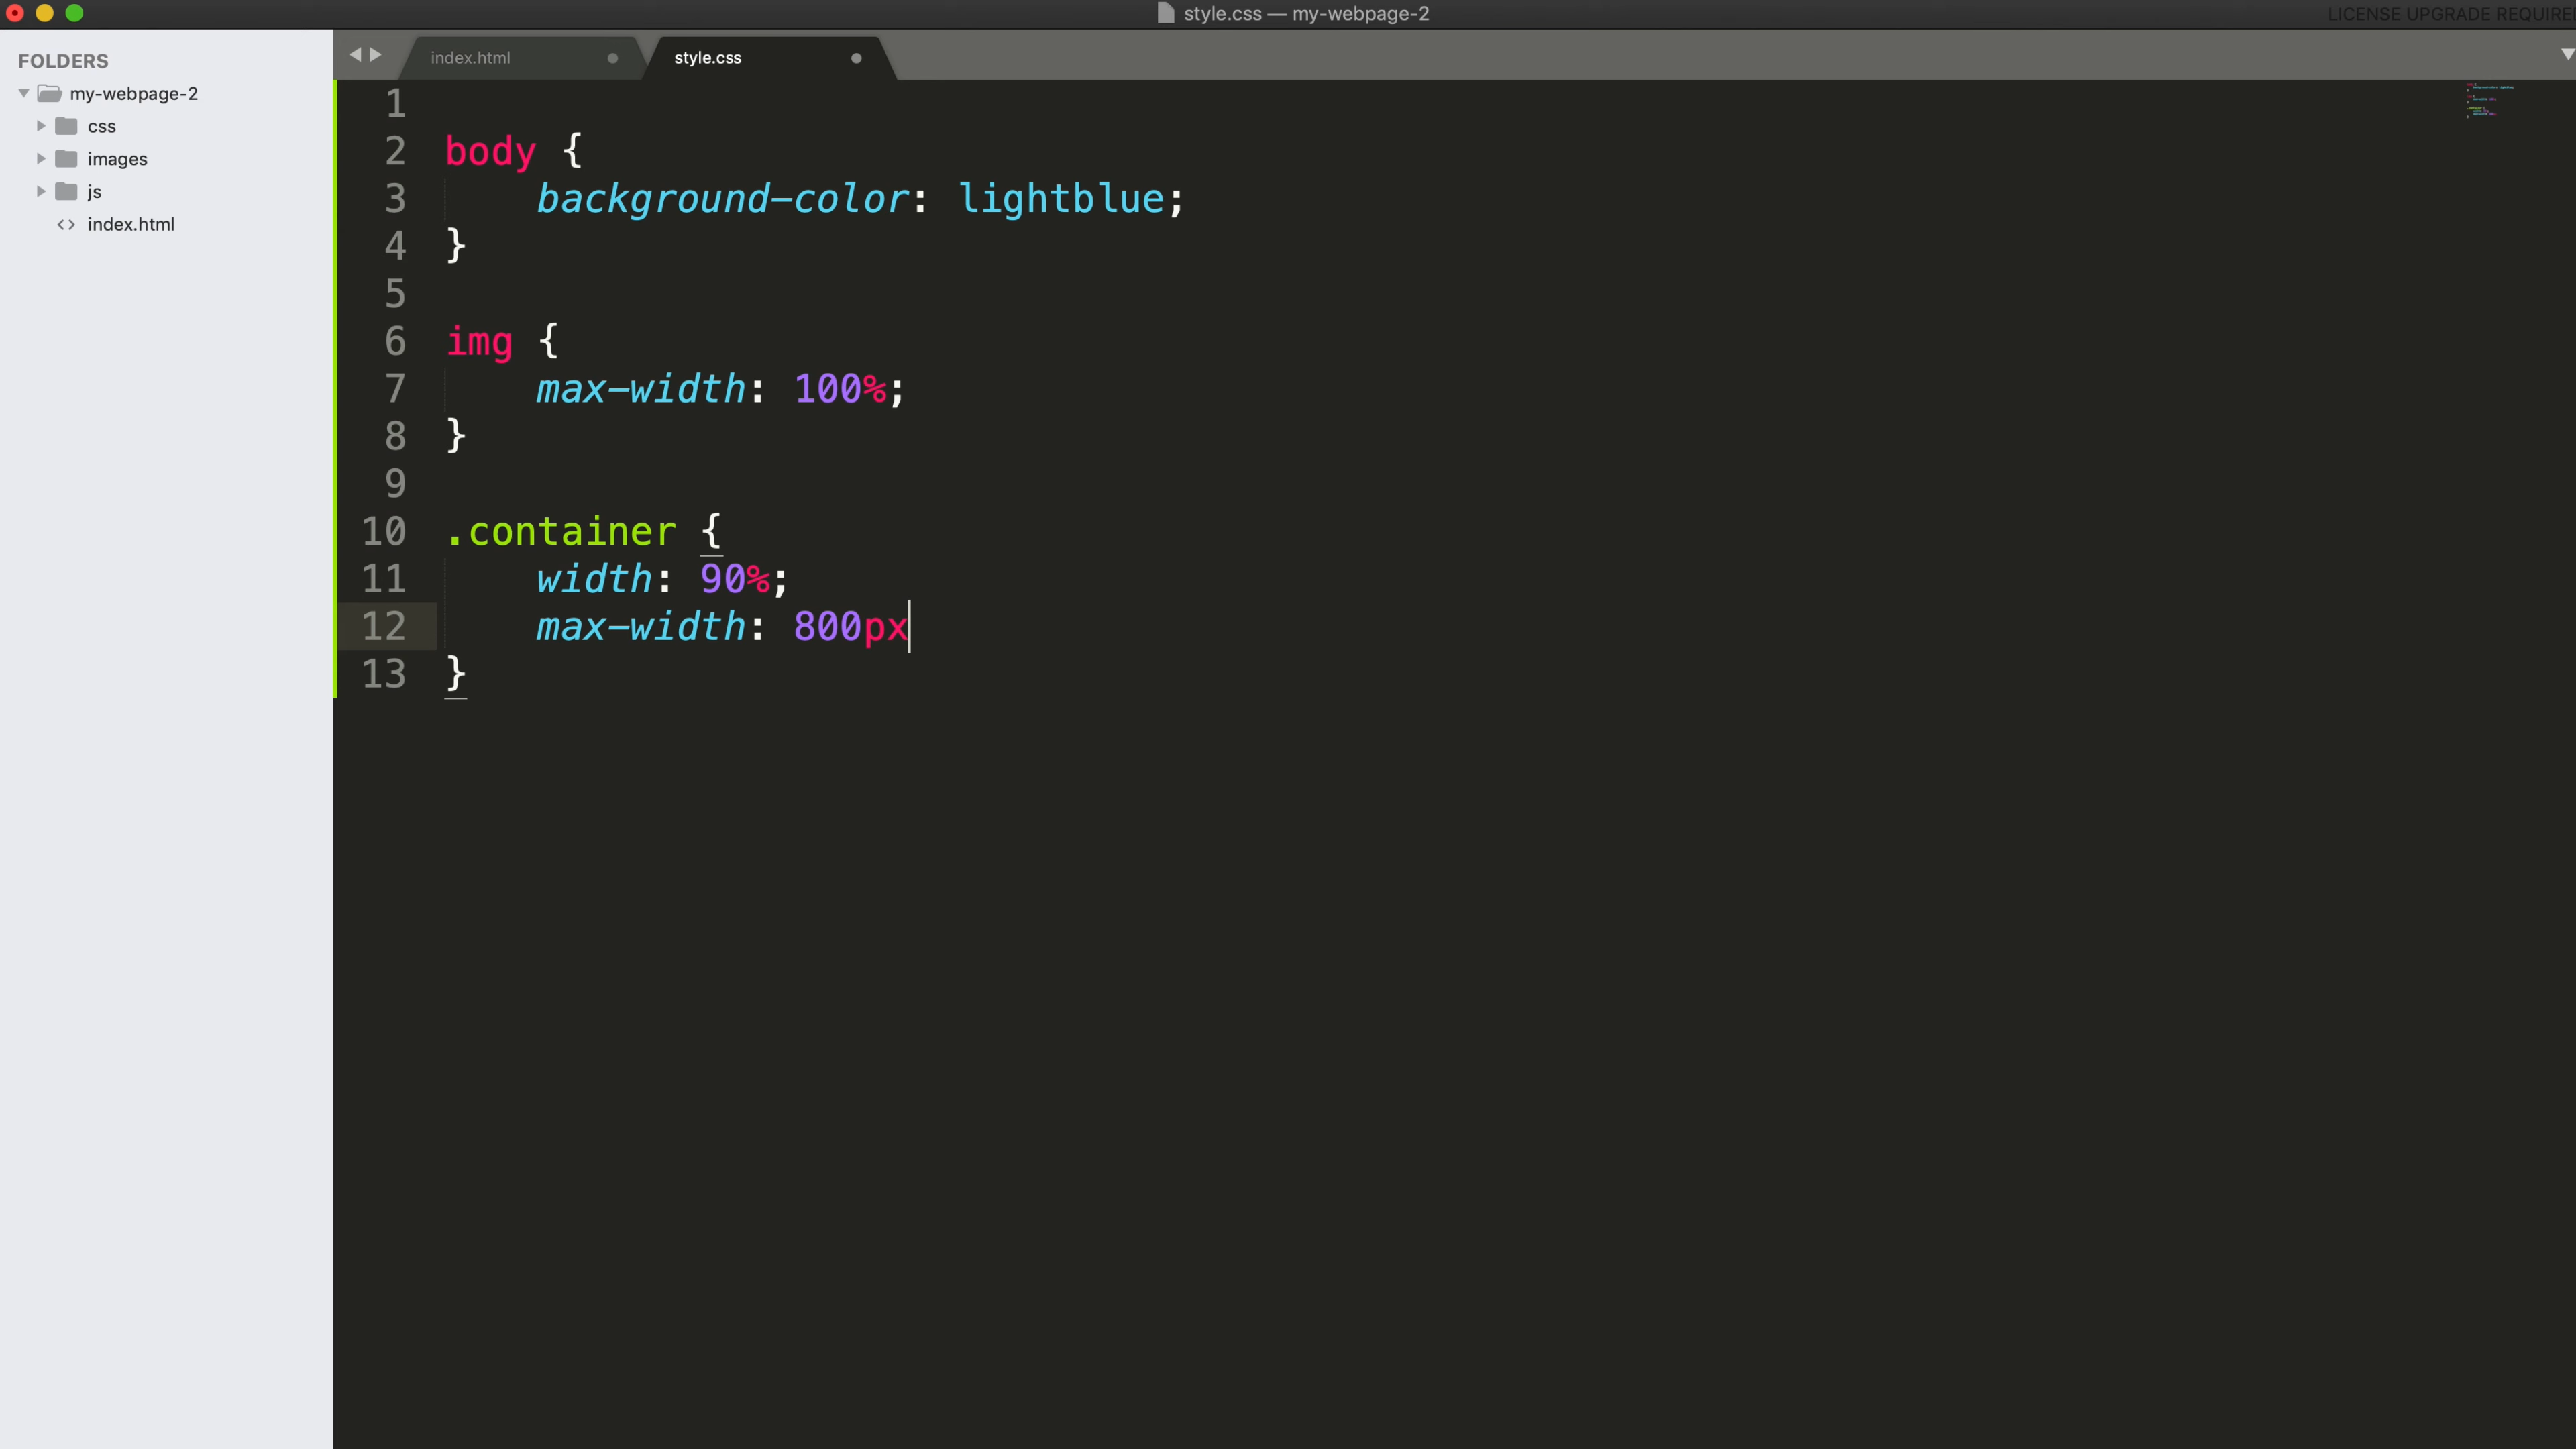 style.css — my-webpage-2
LICENSE UPGRADE REQUIRE
FOLDERS
my-webpage-2
css
images
js
<> index.html
index.html
style.css
1
2 body {
3 background-color: lightblue;
4 }
5
6 img {
7 max-width: 100%;
8 }
9
10 .container {
11 width: 90%;
12 max-width: 800px
13 }